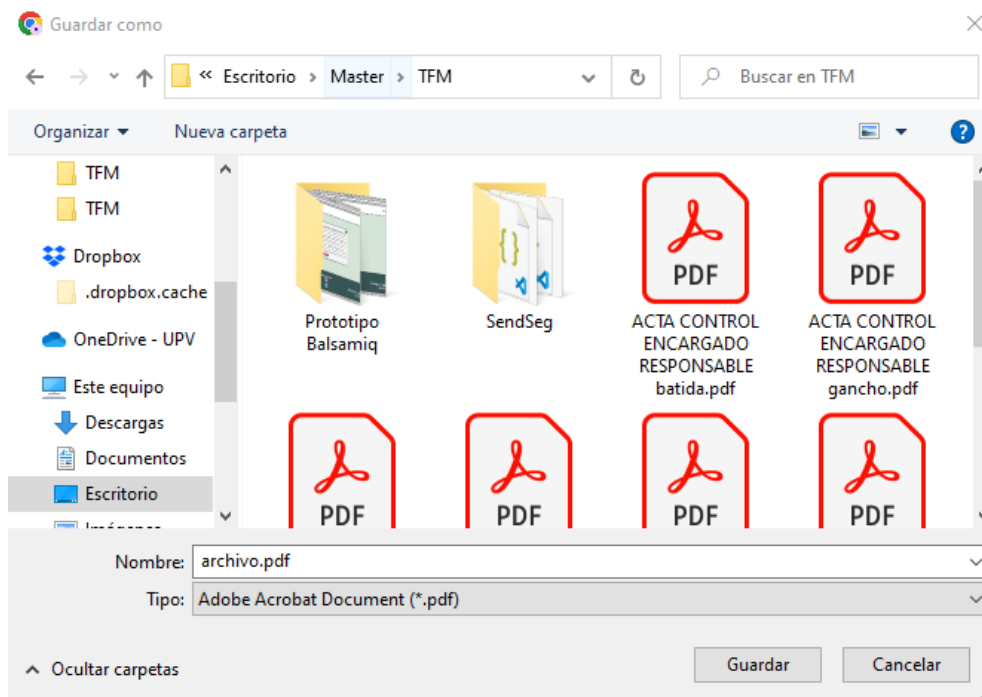 Guardar como
« Escritorio > Master > TFM
Buscar en TFM
Organizar
Nueva carpeta
TFM
TFM
Dropbox
.dropbox.cache
OneDrive - UPV
Este equipo
Descargas
Documentos
Escritorio
Imágenes
Prototipo
Balsamiq
SendSeg
PDF
ACTA CONTROL
ENCARGADO
RESPONSABLE
batida.pdf
PDF
ACTA CONTROL
ENCARGADO
RESPONSABLE
gancho.pdf
PDF
PDF
PDF
PDF
Nombre: archivo.pdf
Tipo: Adobe Acrobat Document (*.pdf)
Ocultar carpetas
Guardar
Cancelar